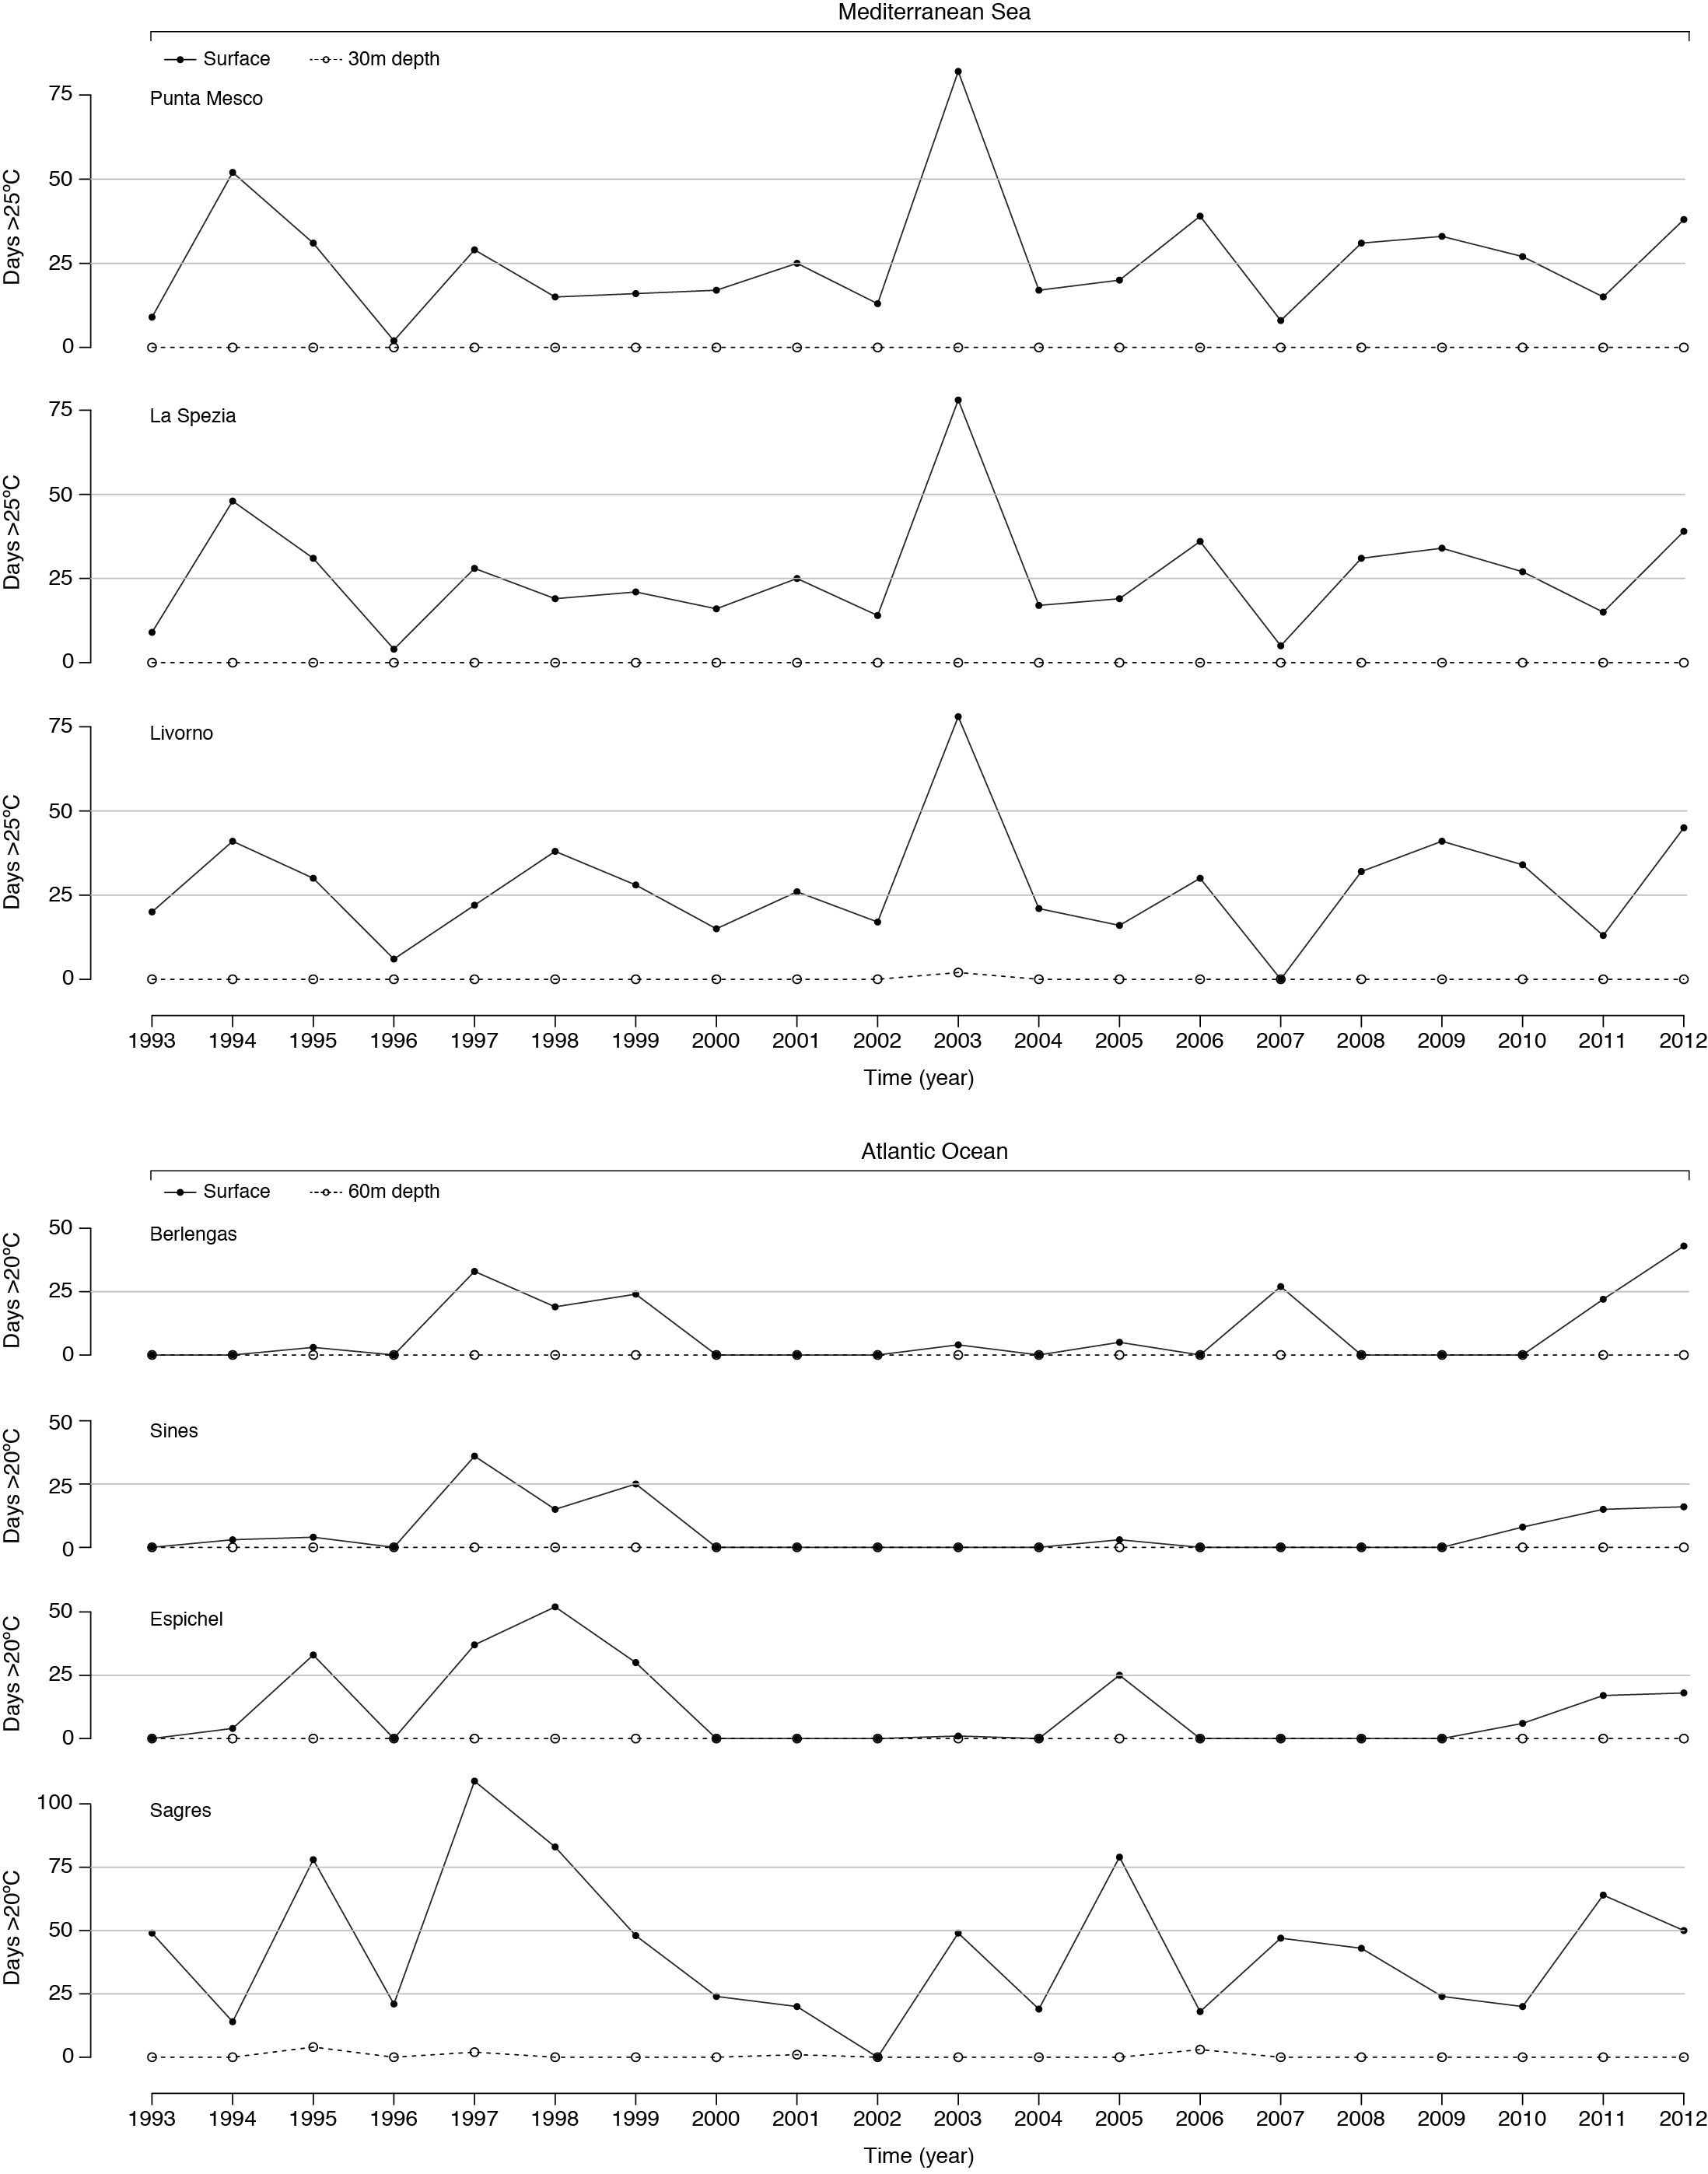 Mediterranean Sea
Surface 30m depth
Punta Mesco
75
50
25
0
Days >25ºC
La Spezia
75
50
25
0
Days >25ºC
Livorno
75
50
25
0
Days >25ºC
1993 1994 1995 1996 1997 1998 1999 2000 2001 2002 2003 2004 2005 2006 2007 2008 2009 2010 2011 2012
Time (year)
Atlantic Ocean
Surface 60m depth
Berlengas
50
25
0
Days >20ºC
Sines
50
25
0
Days >20ºC
Espichel
50
25
0
Days >20ºC
Sagres
100
75
50
25
0
Days >20ºC
1993 1994 1995 1996 1997 1998 1999 2000 2001 2002 2003 2004 2005 2006 2007 2008 2009 2010 2011 2012
Time (year)